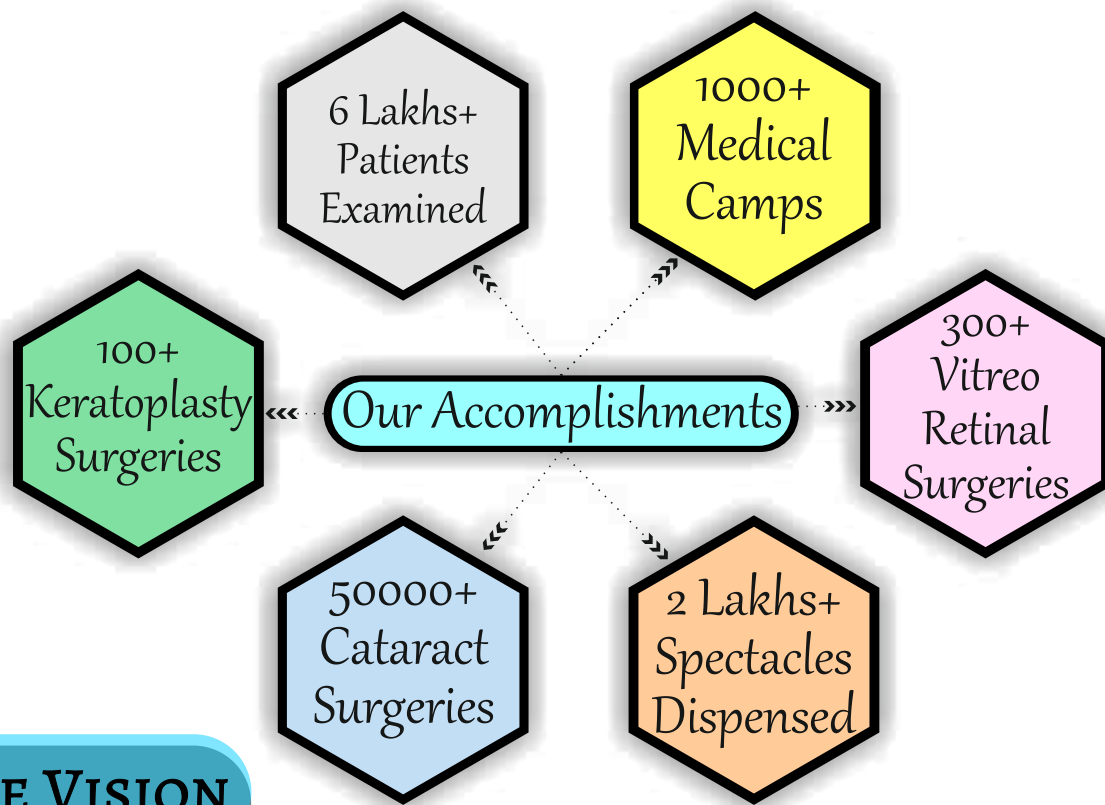 6 Lakhs+
Patients
Examined
1000+
Medical
Camps
100+
Keratoplasty
Surgeries
Our Accomplishments
300+
Vitreo
Retinal
Surgeries
50000+
Cataract
Surgeries
2 Lakhs+
Spectacles
Dispensed
E VISION